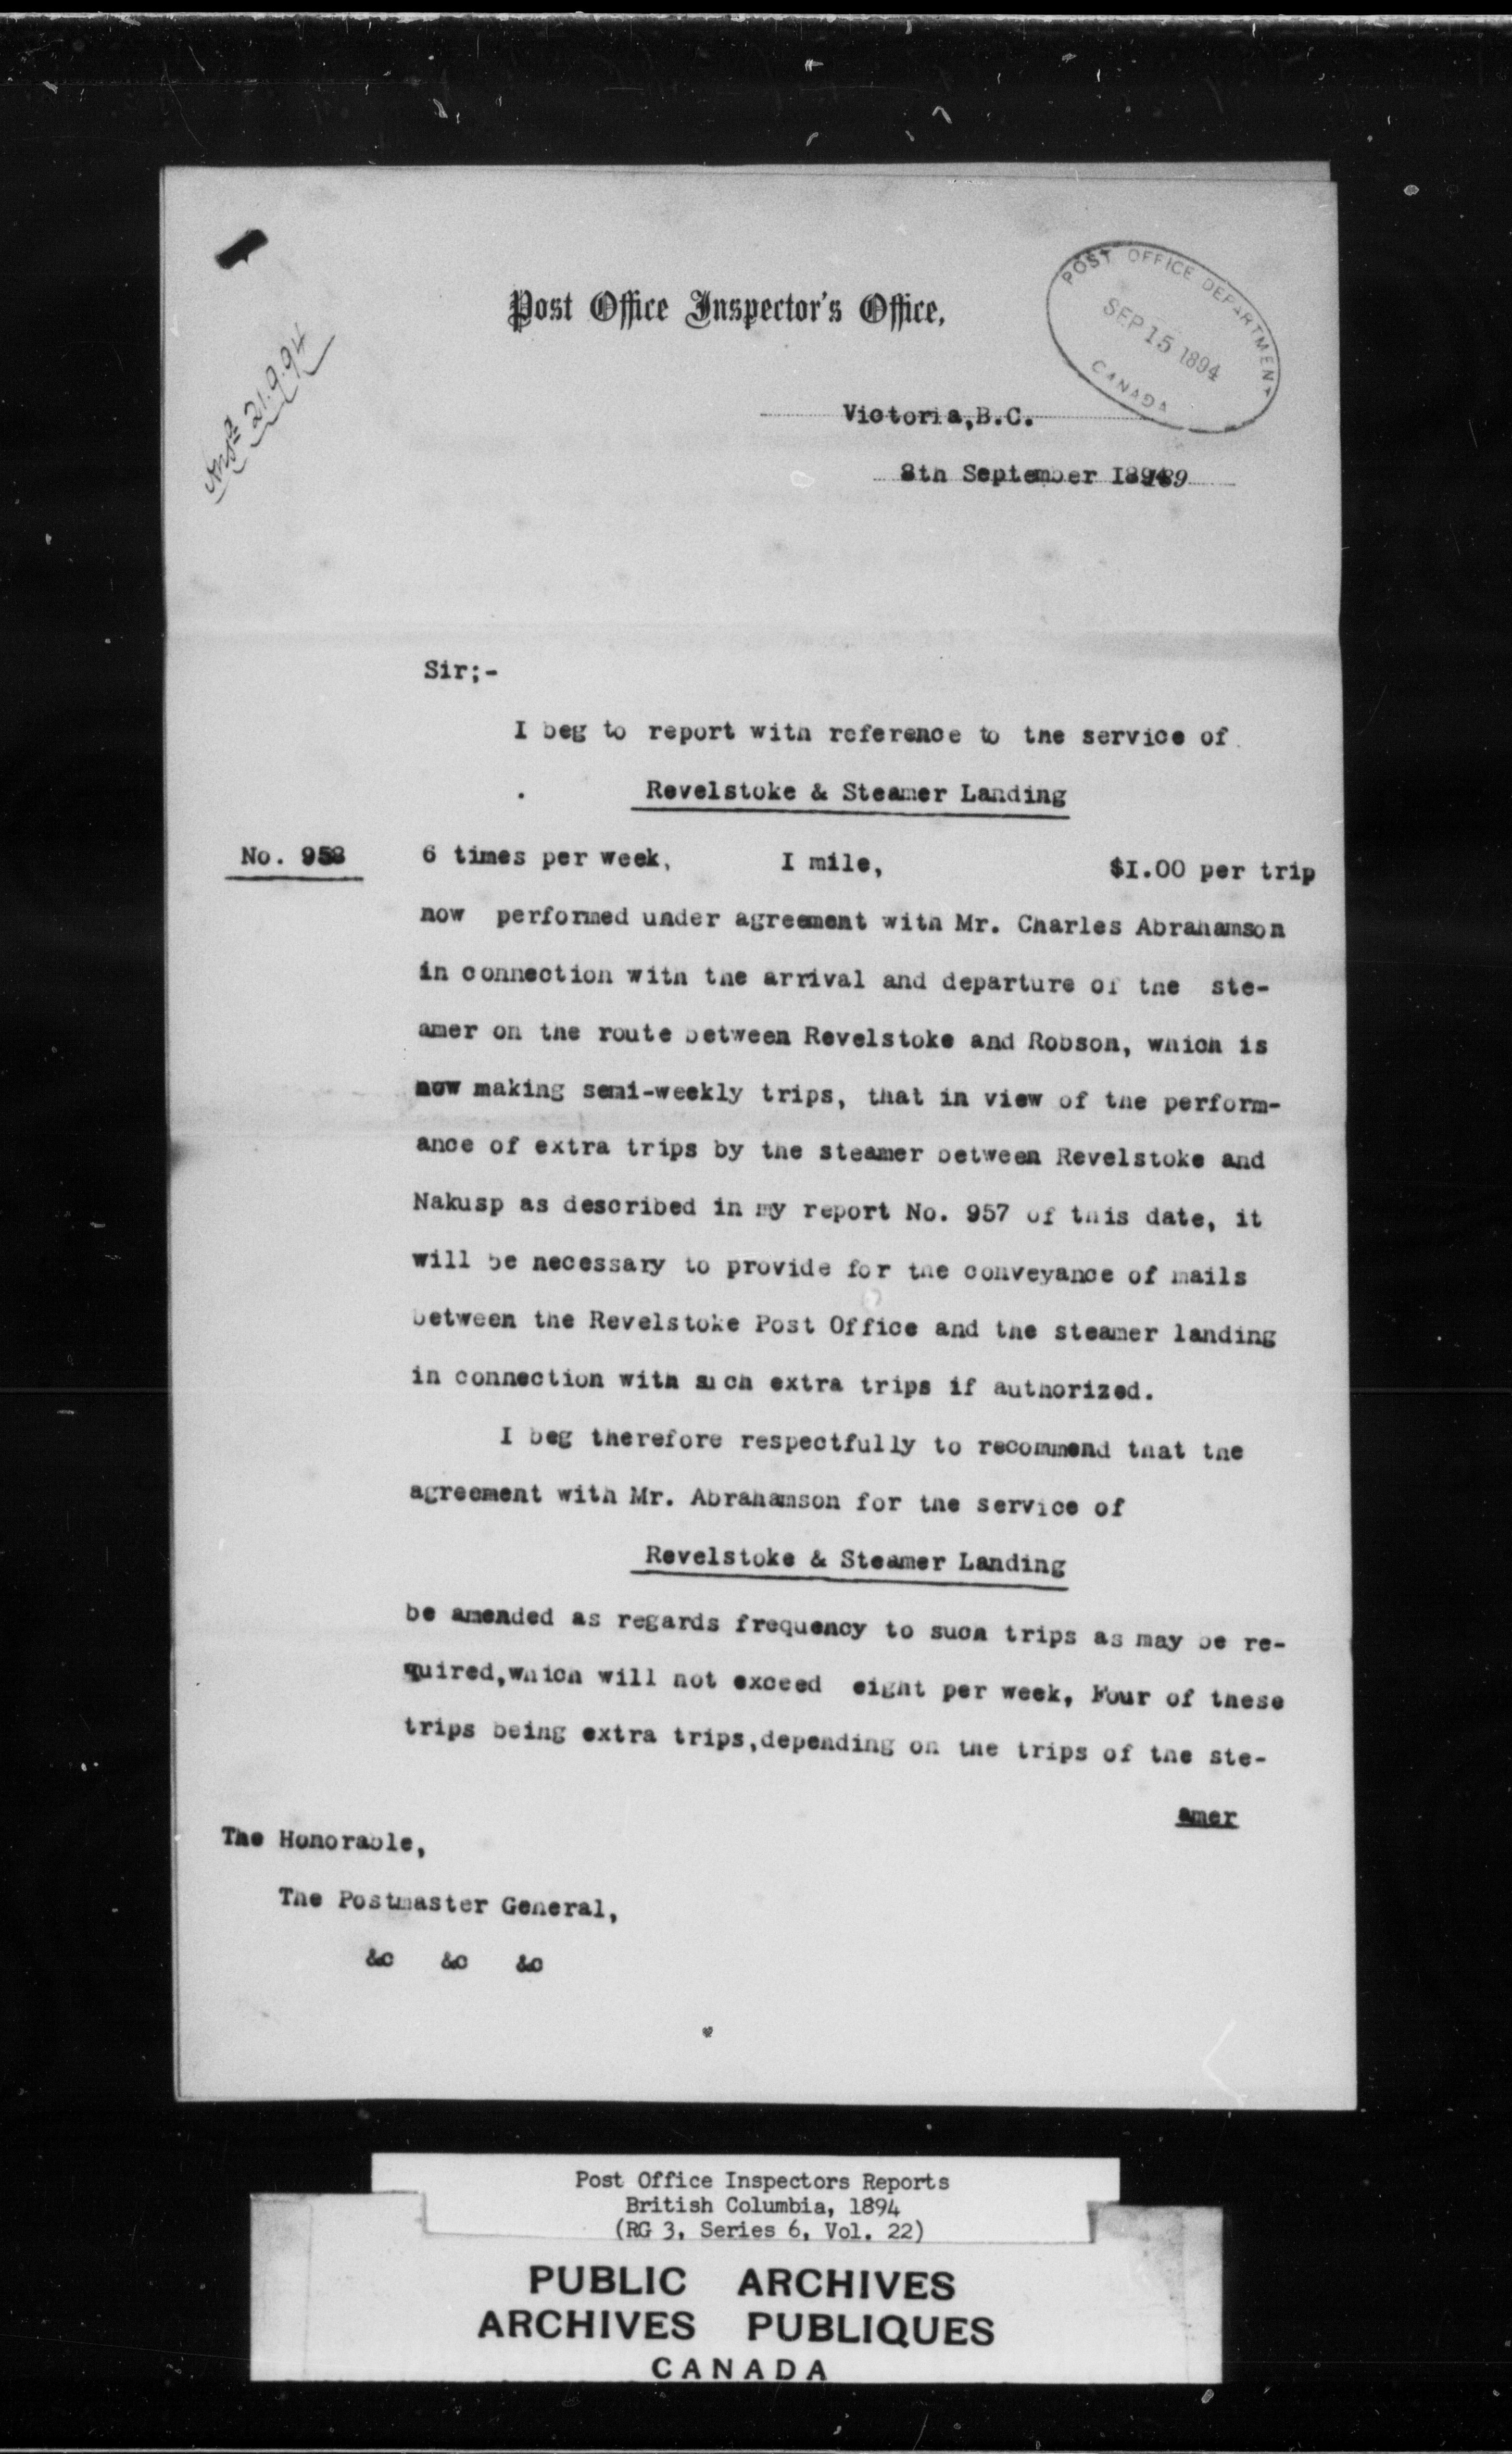 Post Office Inspector's Office,
POST OFFICE DEPARTMENT
SEP 15 1894
CANADA
21.9.94
Victoria,B.C.
8th September I894 189
Sir;-
I beg to report with reference to the service of
Revelstoke & Steamer Landing
No. 958 6 times per week, I mile, $I.00 per trip
now performed under agreement with Mr. Charles Abrahamson
in connection with the arrival and departure of the ste-
amer on the route between Revelstoke and Robson, which is
now making semi-weekly trips, that in view of the perform-
ance of extra trips by the steamer between Revelstoke and
Nakusp as described in my report No. 957 of this date, it
will be necessary to provide for the conveyance of mails
between the Revelstoke Post Office and the steamer landing
in connection with such extra trips if authorized.
I beg therefore respectfully to recommend that the
agreement with Mr. Abrahamson for the service of
Revelstoke & Steamer Landing
be amended as regards frequency to such trips as may be re-
quired,which will not exceed eight per week, Four of these
trips being extra trips,depending on the trips of the ste-
amer
The Honorable,
The Postmaster General,
&c &c &c
Post Office Inspectors Reports
British Columbia, 1894
(RG 3, Series 6, Vol. 22)
PUBLIC ARCHIVES
ARCHIVES PUBLIQUES
CANADA